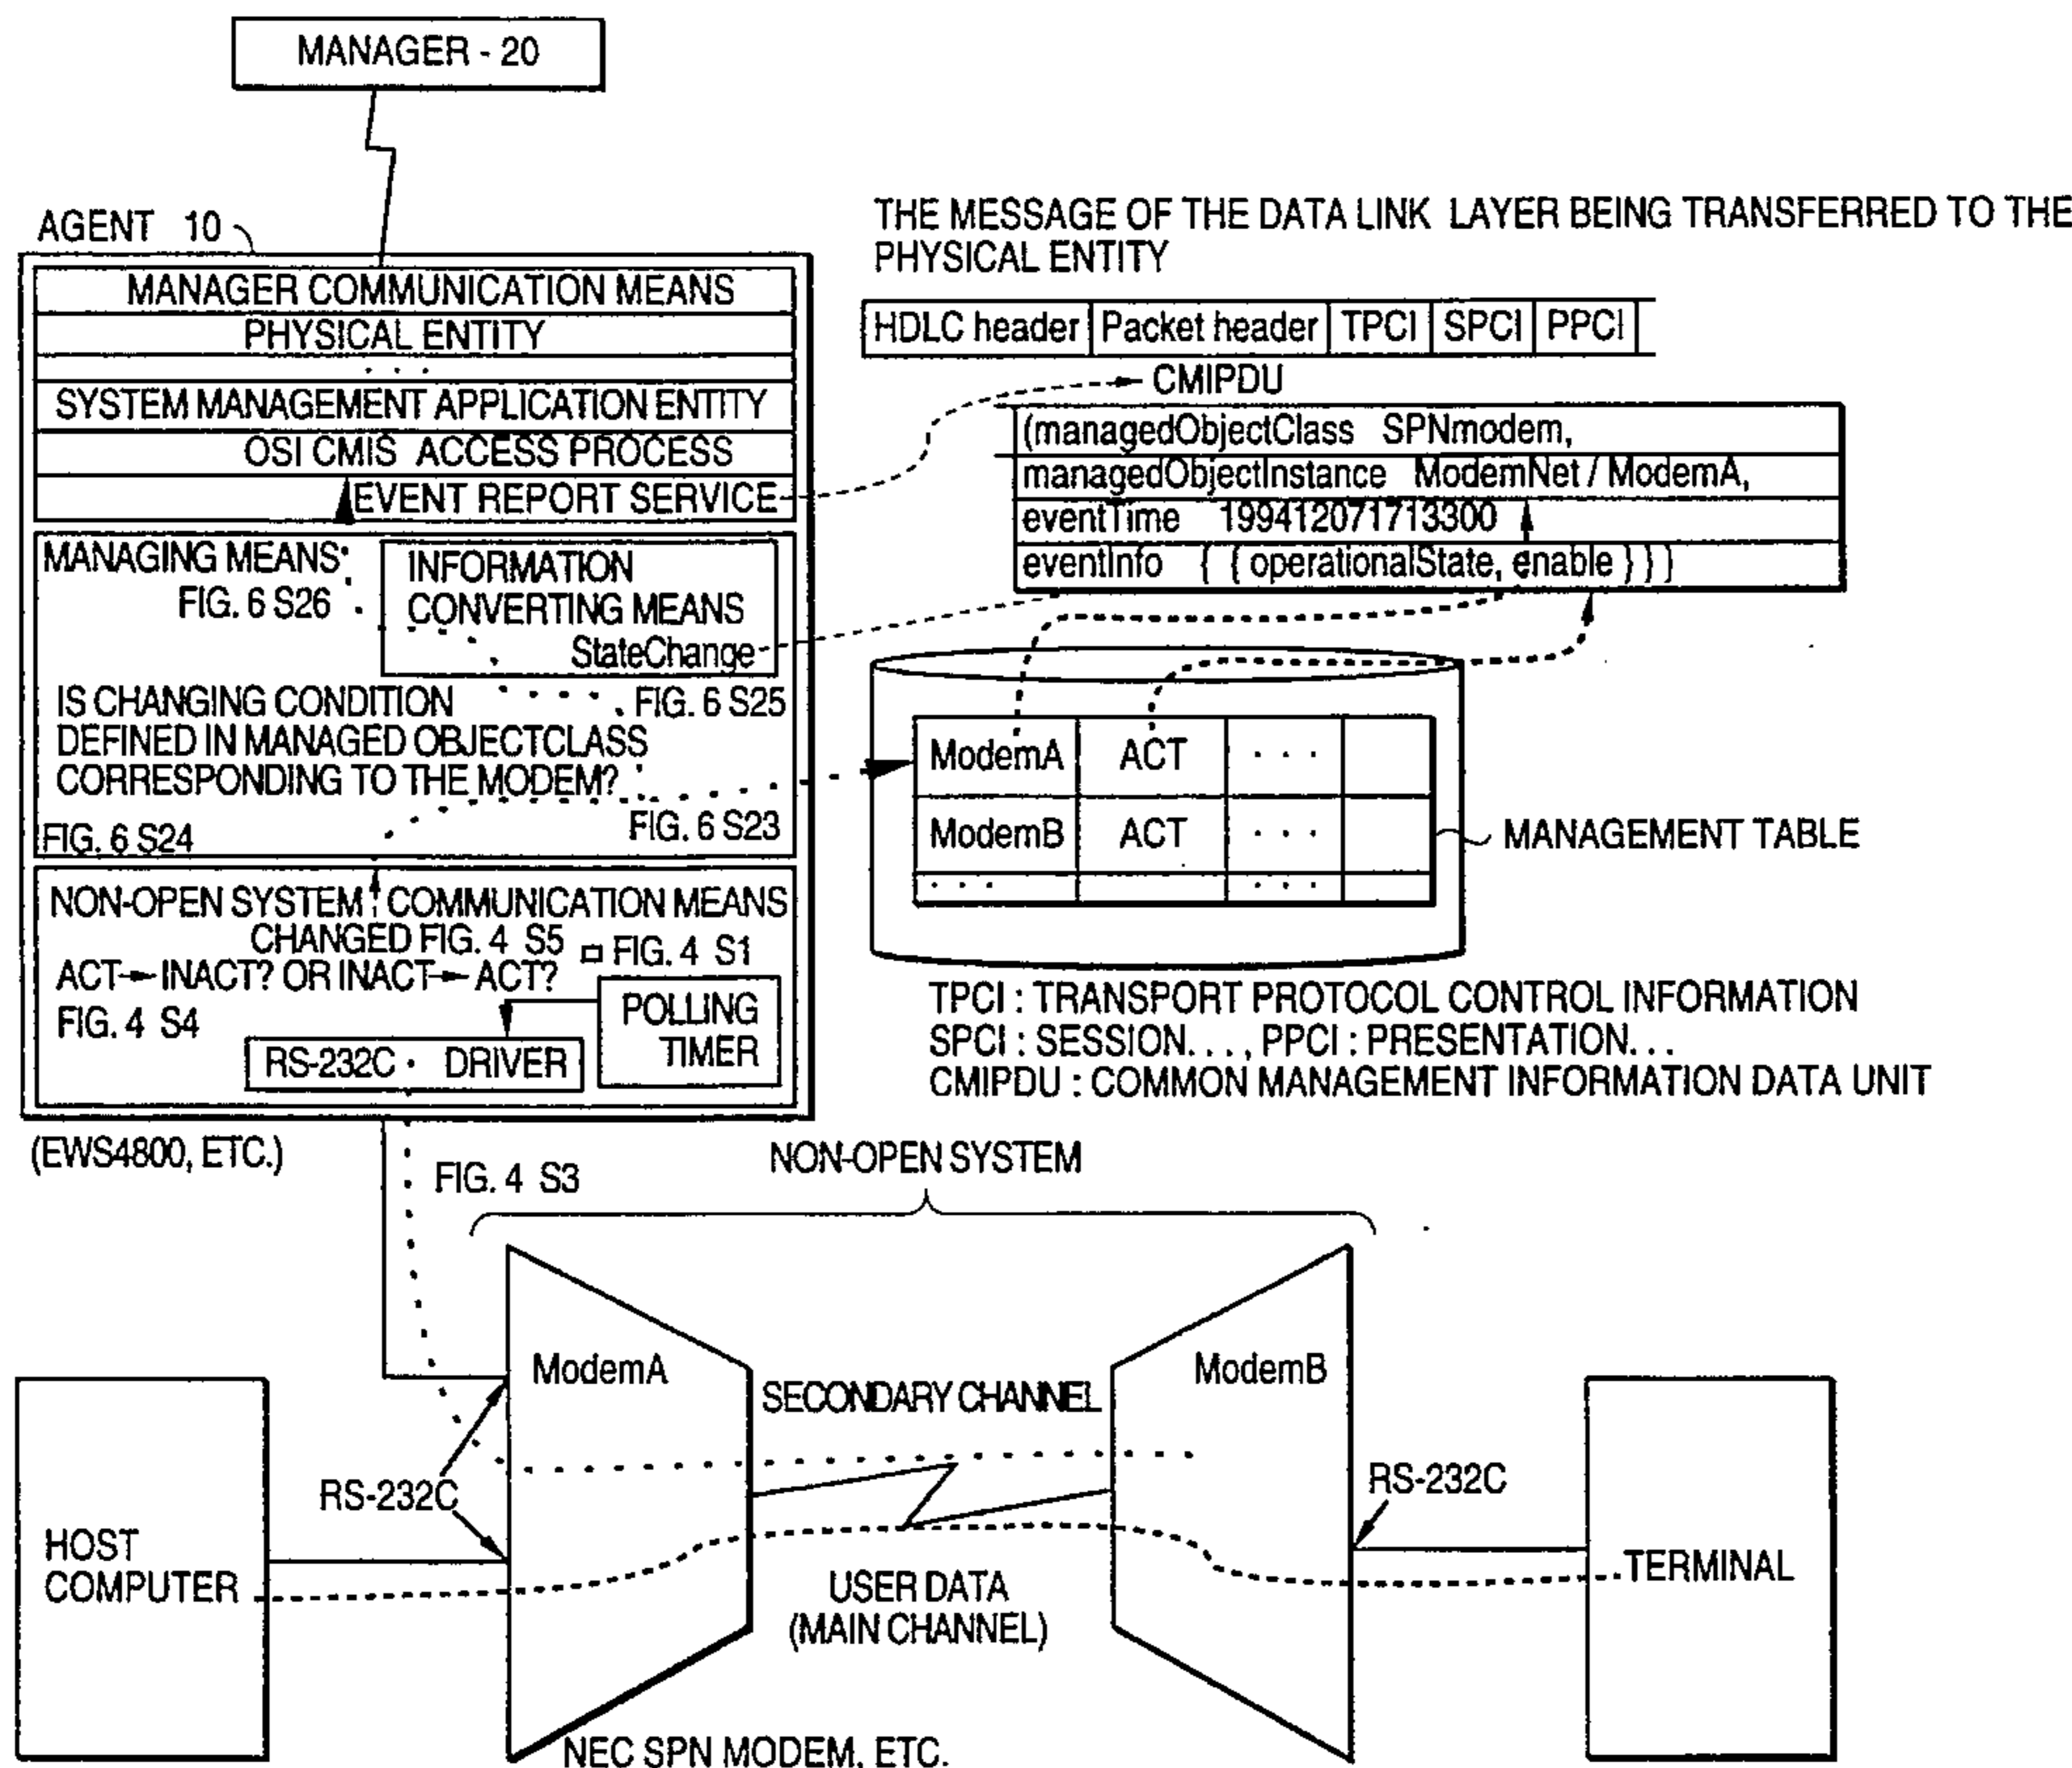 MANAGER - 20
AGENT 10
MANAGER COMMUNICATION MEANS
PHYSICAL ENTITY
. . .
SYSTEM MANAGEMENT APPLICATION ENTITY
OSI CMIS ACCESS PROCESS
EVENT REPORT SERVICE
MANAGING MEANS
FIG. 6 S26
INFORMATION
CONVERTING MEANS
StateChange
FIG. 6 S25
IS CHANGING CONDITION
DEFINED IN MANAGED OBJECTCLASS
CORRESPONDING TO THE MODEM?
FIG. 6 S23
FIG. 6 S24
NON-OPEN SYSTEM COMMUNICATION MEANS
CHANGED FIG. 4 S5
FIG. 4 S1
ACT→INACT? OR INACT→ACT?
FIG. 4 S4
POLLING
TIMER
RS-232C DRIVER
(EWS4800, ETC.)
FIG. 4 S3
THE MESSAGE OF THE DATA LINK LAYER BEING TRANSFERRED TO THE
PHYSICAL ENTITY
HDLC header Packet header TPCI SPCI PPCI
CMIPDU
(managedObjectClass SPNmodem,
managedObjectInstance ModemNet / ModemA,
eventTime 199412071713300
eventInfo { { operationalState, enable } } )
ModemA ACT . . .
ModemB ACT . . .
. . . . . .
MANAGEMENT TABLE
TPCI : TRANSPORT PROTOCOL CONTROL INFORMATION
SPCI : SESSION. . . , PPCI : PRESENTATION. . .
CMIPDU : COMMON MANAGEMENT INFORMATION DATA UNIT
NON-OPEN SYSTEM
ModemA
SECONDARY CHANNEL
ModemB
RS-232C
RS-232C
HOST
COMPUTER
USER DATA
(MAIN CHANNEL)
TERMINAL
NEC SPN MODEM, ETC.